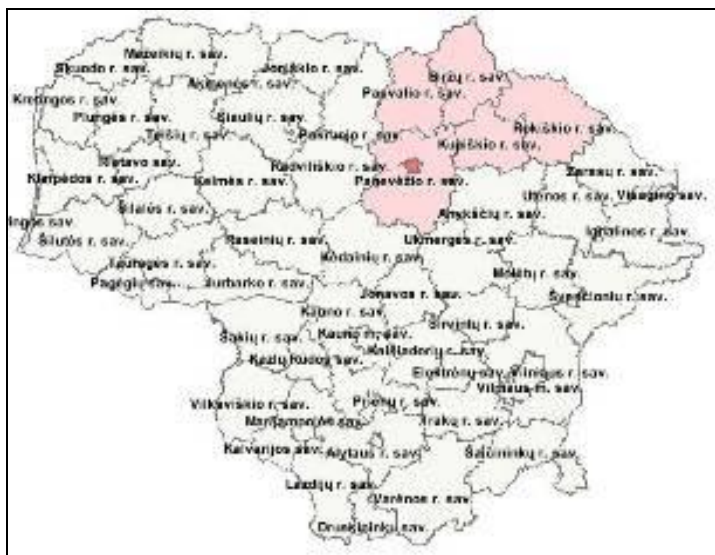 Mažeikių r. sav.
Skuodo r. sav.
Akmenės r. sav.
Joniškio r. sav.
Biržų r. sav.
Pasvalio r. sav.
Kretingos r. sav.
Plungės r. sav.
Telšių r. sav.
Šiaulių r. sav.
Pakruojo r. sav.
Rokiškio r. sav.
Kupiškio r. sav.
Rietavo sav.
Klaipėdos r. sav.
Kelmės r. sav.
Radviliškio r. sav.
Panevėžio r. sav.
Zarasų r. sav.
Utenos r. sav.
Visagino sav.
Šilalės r. sav.
Anykščių r. sav.
ingos sav.
Šilutės r. sav.
Raseinių r. sav.
Ukmergės r. sav.
Ignalinos r. sav.
Kėdainių r. sav.
Tauragės r. sav.
Pagėgių sav.
Jurbarko r. sav.
Molėtų r. sav.
Jonavos r. sav.
Švenčionių r. sav.
Kauno r. sav.
Šakių r. sav.
Kauno m. sav.
Širvintų r. sav.
Kaišiadorių r. sav.
Kazlų Rūdos sav.
Elektrėnų sav.
Vilniaus r. sav.
Vilniaus m. sav.
Vilkaviškio r. sav.
Prienų r. sav.
Marijampolės sav.
Trakų r. sav.
Kalvarijos sav.
Alytaus r. sav.
Šalčininkų r. sav.
Lazdijų r. sav.
Varėnos r. sav.
Druskininkų sav.